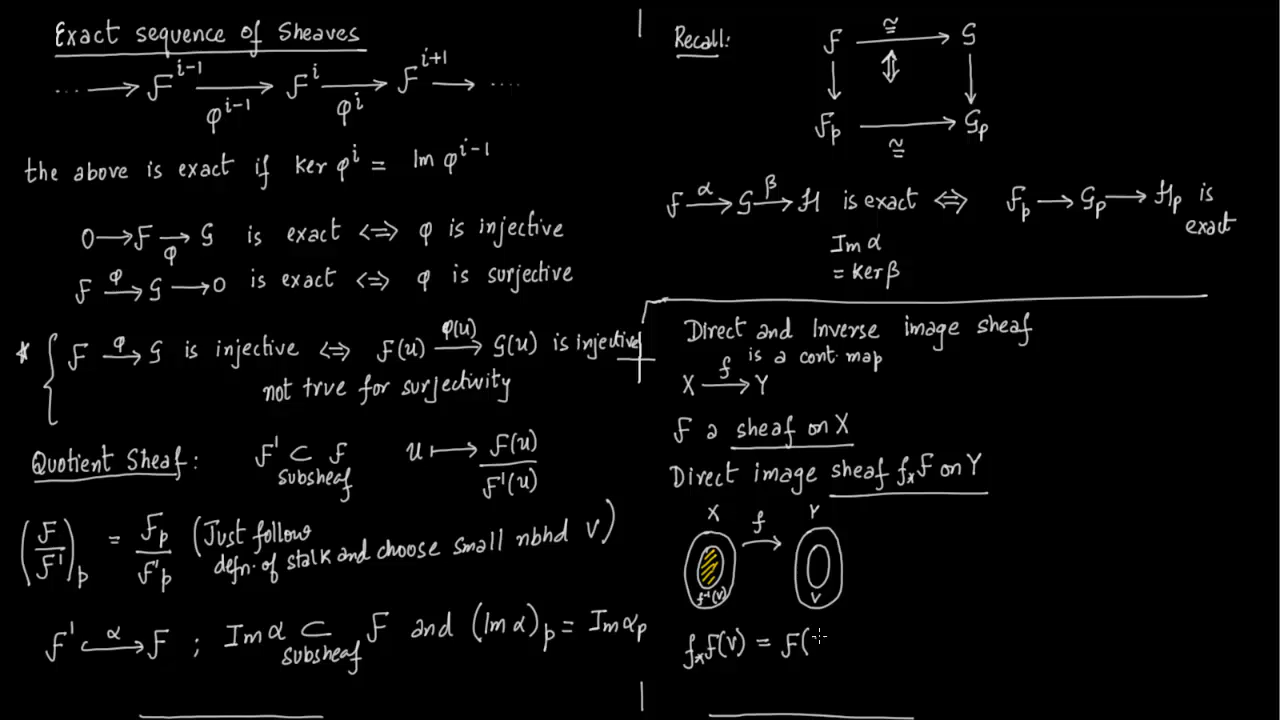 Exact sequence of Sheaves
... → F^{i-1} →_{φ^{i-1}} F^i →_{φ^i} F^{i+1} → ....
the above is exact if ker φ^i = Im φ^{i-1}
0 → F →_φ G is exact <=> φ is injective
F →^φ G → 0 is exact <=> φ is surjective
* { F →^φ G is injective <=> F(u) →^{φ(u)} G(u) is injective
not true for surjectivity
Quotient Sheaf: F' ⊂ F u ↦ F(u)/F'(u)
subsheaf
(F/F')_p = F_p/F'_p (Just follow
defn. of stalk and choose small nbhd V)
F' ↪^α F ; Im α ⊂ F and (Im α)_p = Im α_p
subsheaf
Recall: F →^≅ G
↓ ⇕ ↓
F_p →_≅ G_p
F →^α G →^β H is exact <=> F_p → G_p → H_p is
exact
Im α
= ker β
Direct and Inverse image sheaf
is a cont. map
X →^f Y
F a sheaf on X
Direct image sheaf f_*F on Y
X f → Y
f^{-1}(V) V
f_*F(V) = F(